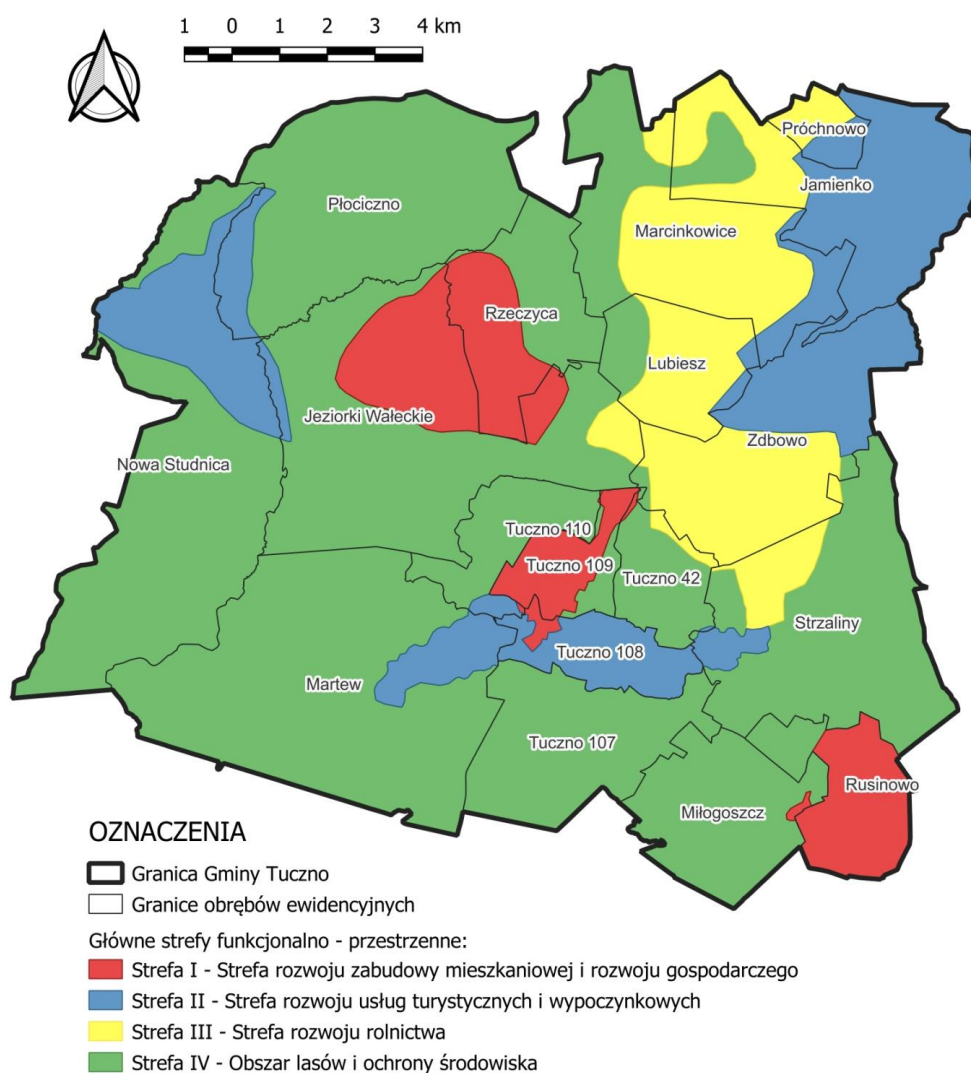 1 0 1 2 3 4 km
Próchnowo
Jamienko
Płociczno
Marcinkowice
Rzeczyca
Lubiesz
Jeziorki Wałeckie
Zdbowo
Nowa Studnica
Tuczno 110
Tuczno 109
Tuczno 42
Strzaliny
Tuczno 108
Martew
Tuczno 107
Rusinowo
Miłogoszcz
OZNACZENIA
Granica Gminy Tuczno
Granice obrębów ewidencyjnych
Główne strefy funkcjonalno - przestrzenne:
Strefa I - Strefa rozwoju zabudowy mieszkaniowej i rozwoju gospodarczego
Strefa II - Strefa rozwoju usług turystycznych i wypoczynkowych
Strefa III - Strefa rozwoju rolnictwa
Strefa IV - Obszar lasów i ochrony środowiska